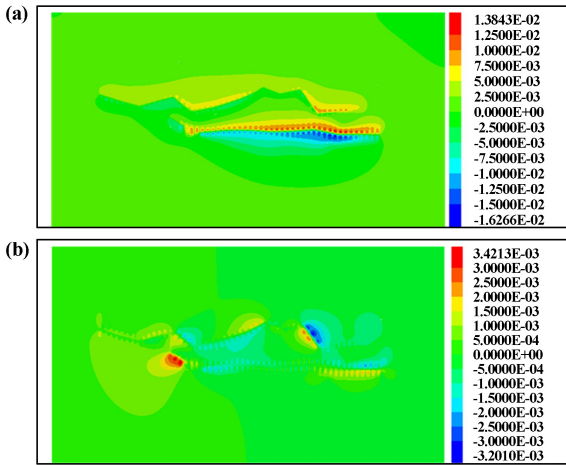 (a)
1.3843E-02
1.2500E-02
1.0000E-02
7.5000E-03
5.0000E-03
2.5000E-03
0.0000E+00
-2.5000E-03
-5.0000E-03
-7.5000E-03
-1.0000E-02
-1.2500E-02
-1.5000E-02
-1.6266E-02
(b)
3.4213E-03
3.0000E-03
2.5000E-03
2.0000E-03
1.5000E-03
1.0000E-03
5.0000E-04
0.0000E+00
-5.0000E-04
-1.0000E-03
-1.5000E-03
-2.0000E-03
-2.5000E-03
-3.0000E-03
-3.2010E-03